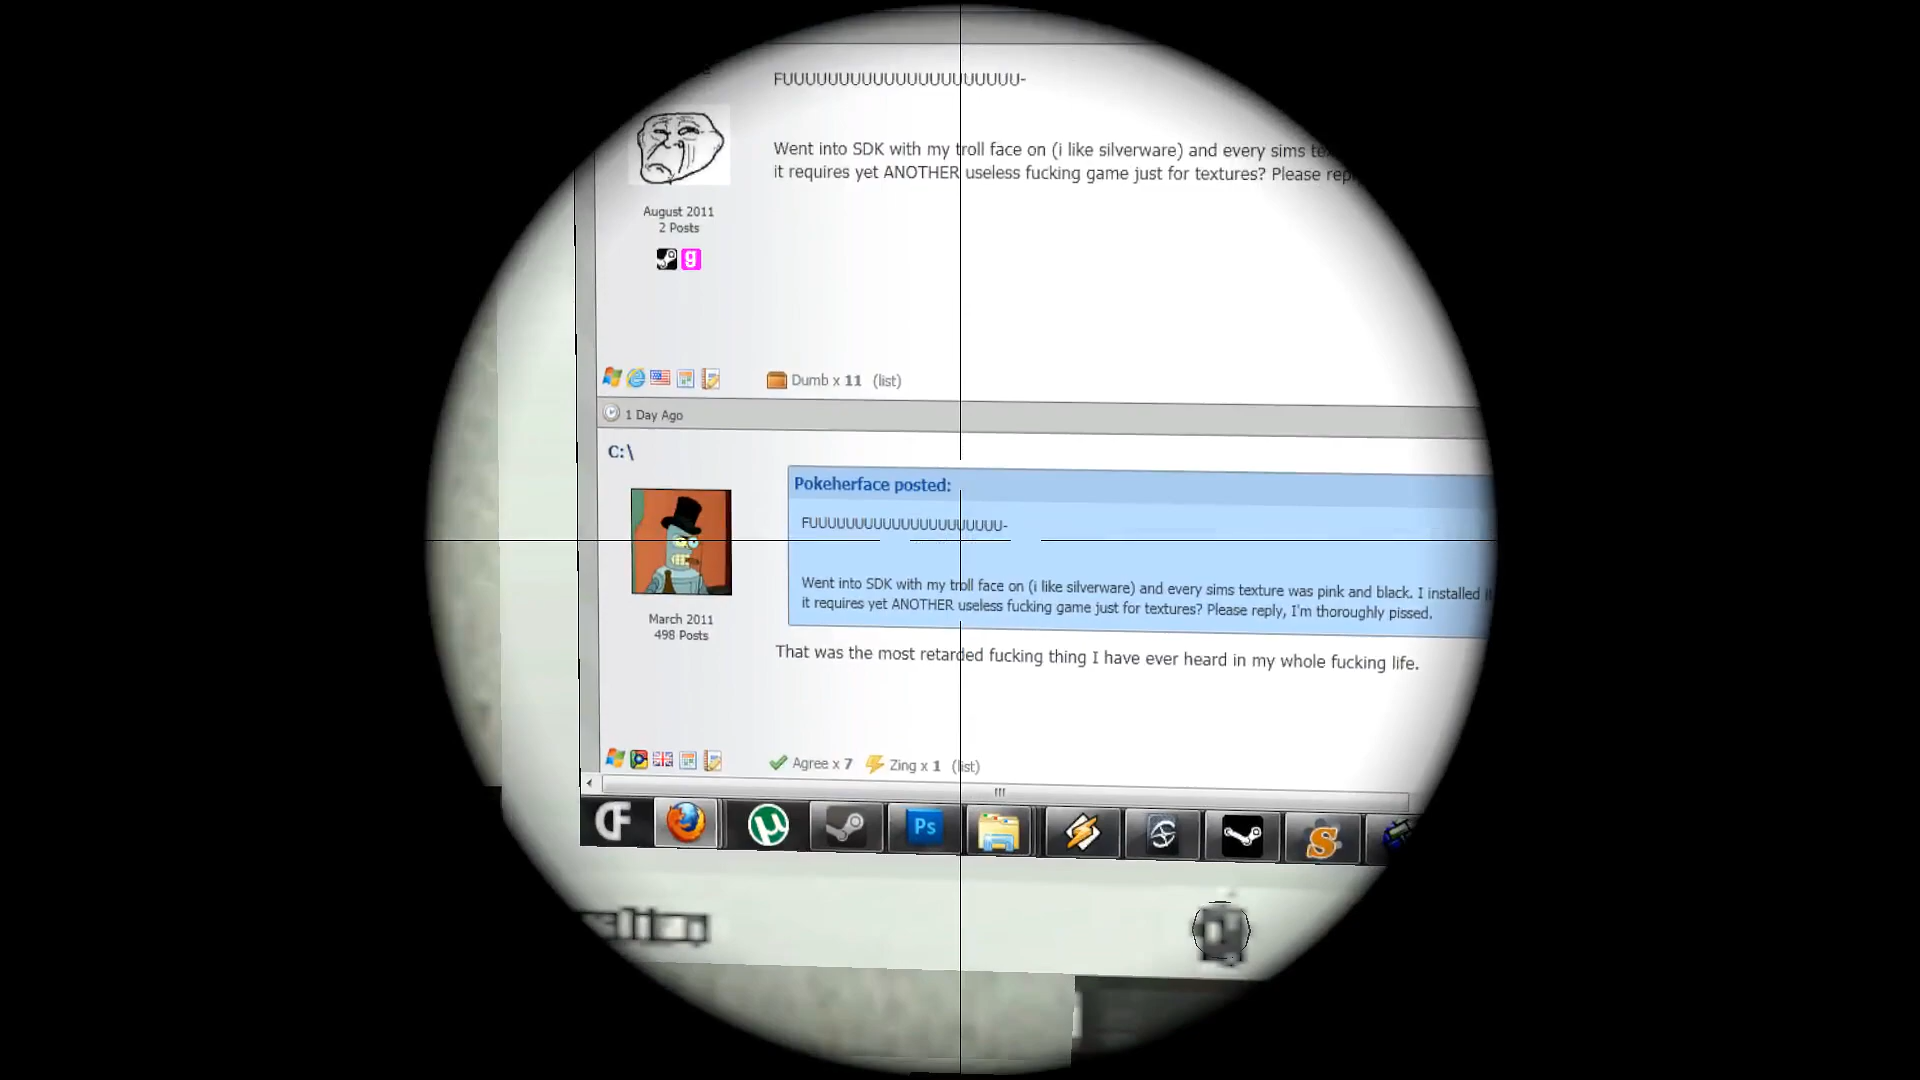 FUUUUUUUUUUUUUUUUUUUUU-
Went into SDK with my troll face on (i like silverware) and every sims
it requires yet ANOTHER useless fucking game just for textures? Please
August 2011
2 Posts
g
Dumb x 11 (list)
1 Day Ago
C:\
Pokeherface posted:
FUUUUUUUUUUUUUUUUUUUUU-
Went into SDK with my troll face on (i like silverware) and every sims texture was pink and black. I installed
it requires yet ANOTHER useless fucking game just for textures? Please reply, I'm thoroughly pissed.
March 2011
498 Posts
That was the most retarded fucking thing I have ever heard in my whole fucking life.
Agree x 7 Zing x 1 (list)
Ps